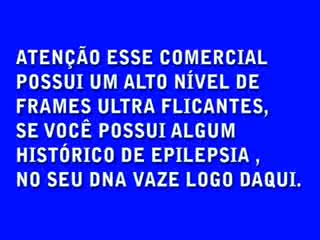 ATENÇÃO ESSE COMERCIAL
POSSUI UM ALTO NÍVEL DE
FRAMES ULTRA FLICANTES,
SE VOCÊ POSSUI ALGUM
HISTÓRICO DE EPILEPSIA ,
NO SEU DNA VAZE LOGO DAQUI.